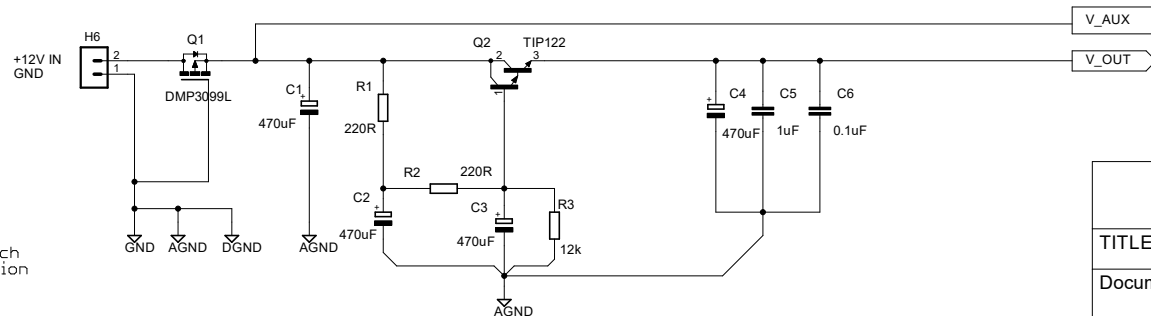 V_AUX
H6
Q1
Q2
TIP122
+12V IN
2
2
3
V_OUT
GND
1
DMP3099L
1
C1
+
470uF
R1
220R
C4
+
470uF
C5
1uF
C6
0.1uF
R2
220R
C2
+
470uF
C3
+
470uF
R3
12k
GND
AGND
DGND
AGND
ch
ion
AGND
TITLE
Docum